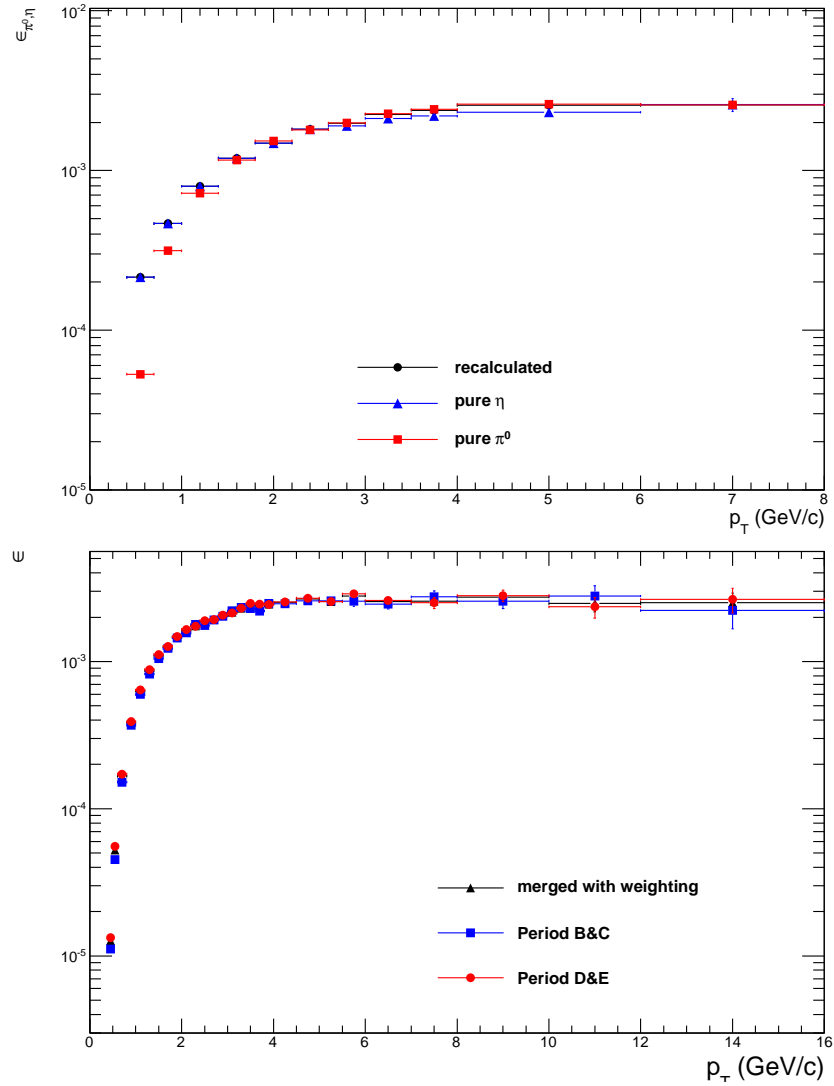 ϵπ⁰,η
10⁻²
10⁻³
10⁻⁴
10⁻⁵
recalculated
pure η
pure π⁰
0 1 2 3 4 5 6 7 8
p_T (GeV/c)
ϵ
10⁻³
10⁻⁴
10⁻⁵
merged with weighting
Period B&C
Period D&E
0 2 4 6 8 10 12 14 16
p_T (GeV/c)